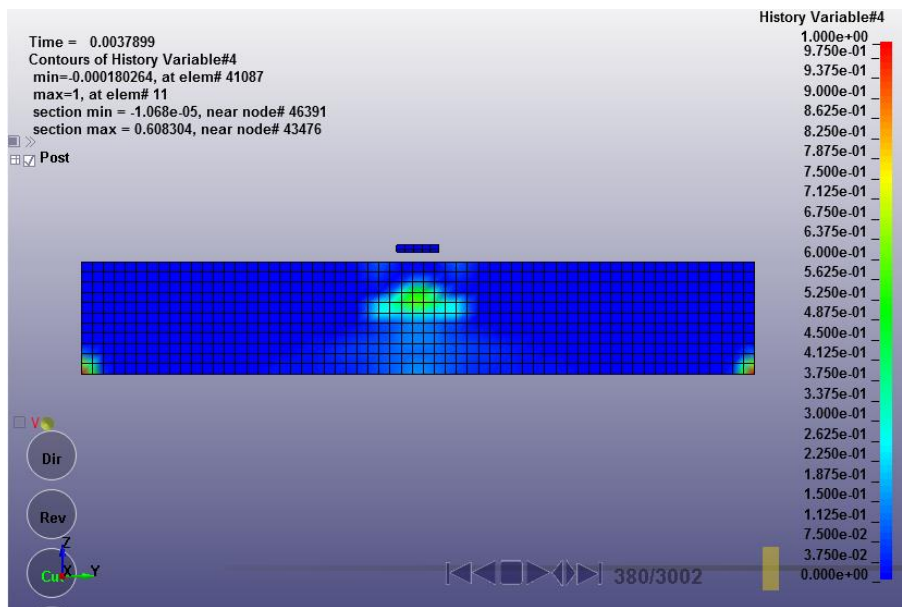 History Variable#4
Time =   0.0037899
Contours of History Variable#4
min=-0.000180264, at elem# 41087
max=1, at elem# 11
section min = -1.068e-05, near node# 46391
section max = 0.608304, near node# 43476
Post
1.000e+00
9.750e-01
9.375e-01
9.000e-01
8.625e-01
8.250e-01
7.875e-01
7.500e-01
7.125e-01
6.750e-01
6.375e-01
6.000e-01
5.625e-01
5.250e-01
4.875e-01
4.500e-01
4.125e-01
3.750e-01
3.375e-01
3.000e-01
2.625e-01
2.250e-01
1.875e-01
1.500e-01
1.125e-01
7.500e-02
3.750e-02
0.000e+00
V
Dir
Rev
Z
X
Y
380/3002